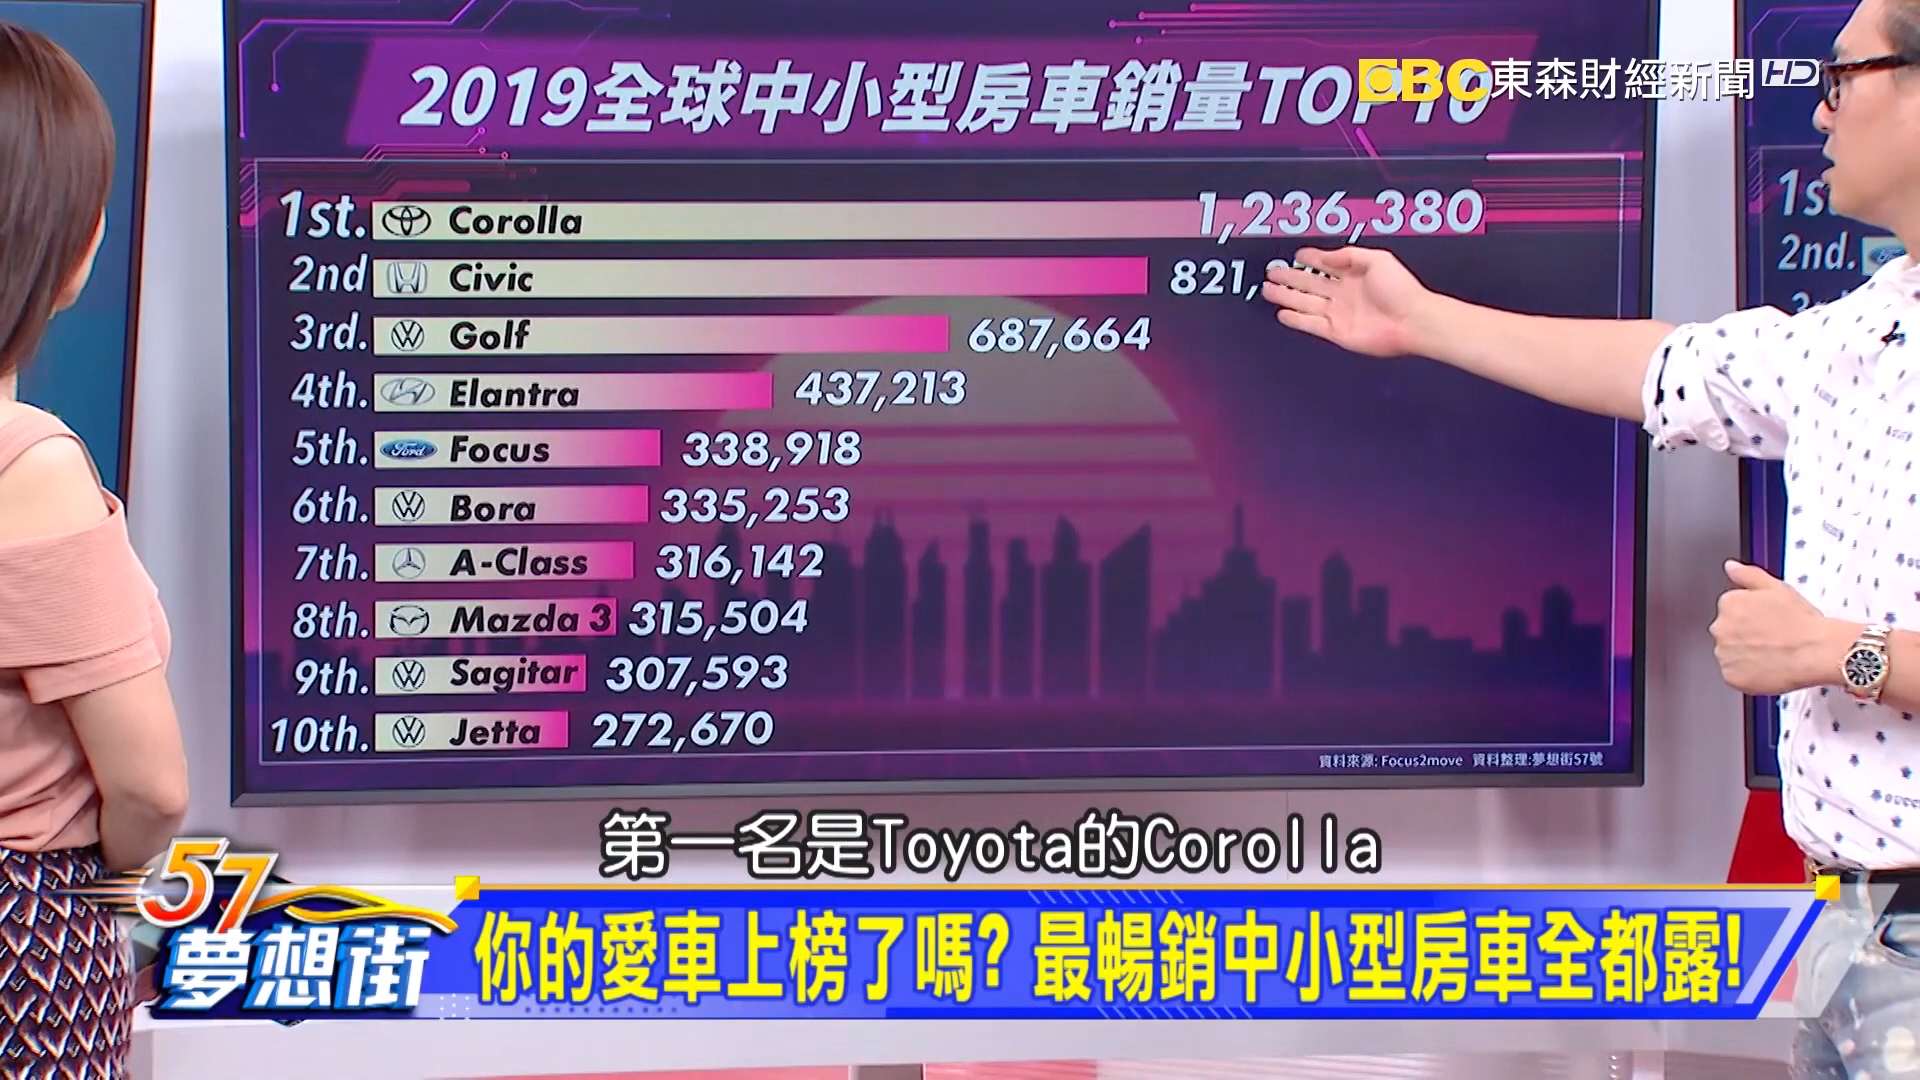 2019全球中小型房車銷量TOP10
EBC東森財經新聞HD
1st. Corolla 1,236,380
2nd Civic 821,
3rd. Golf 687,664
4th. Elantra 437,213
5th. Ford Focus 338,918
6th. Bora 335,253
7th. A-Class 316,142
8th. Mazda 3 315,504
9th. Sagitar 307,593
10th. Jetta 272,670
資料來源: Focus2move 資料整理:夢想街57號
1st.
2nd.
第一名是Toyota的Corolla
57夢想街
你的愛車上榜了嗎? 最暢銷中小型房車全都露!